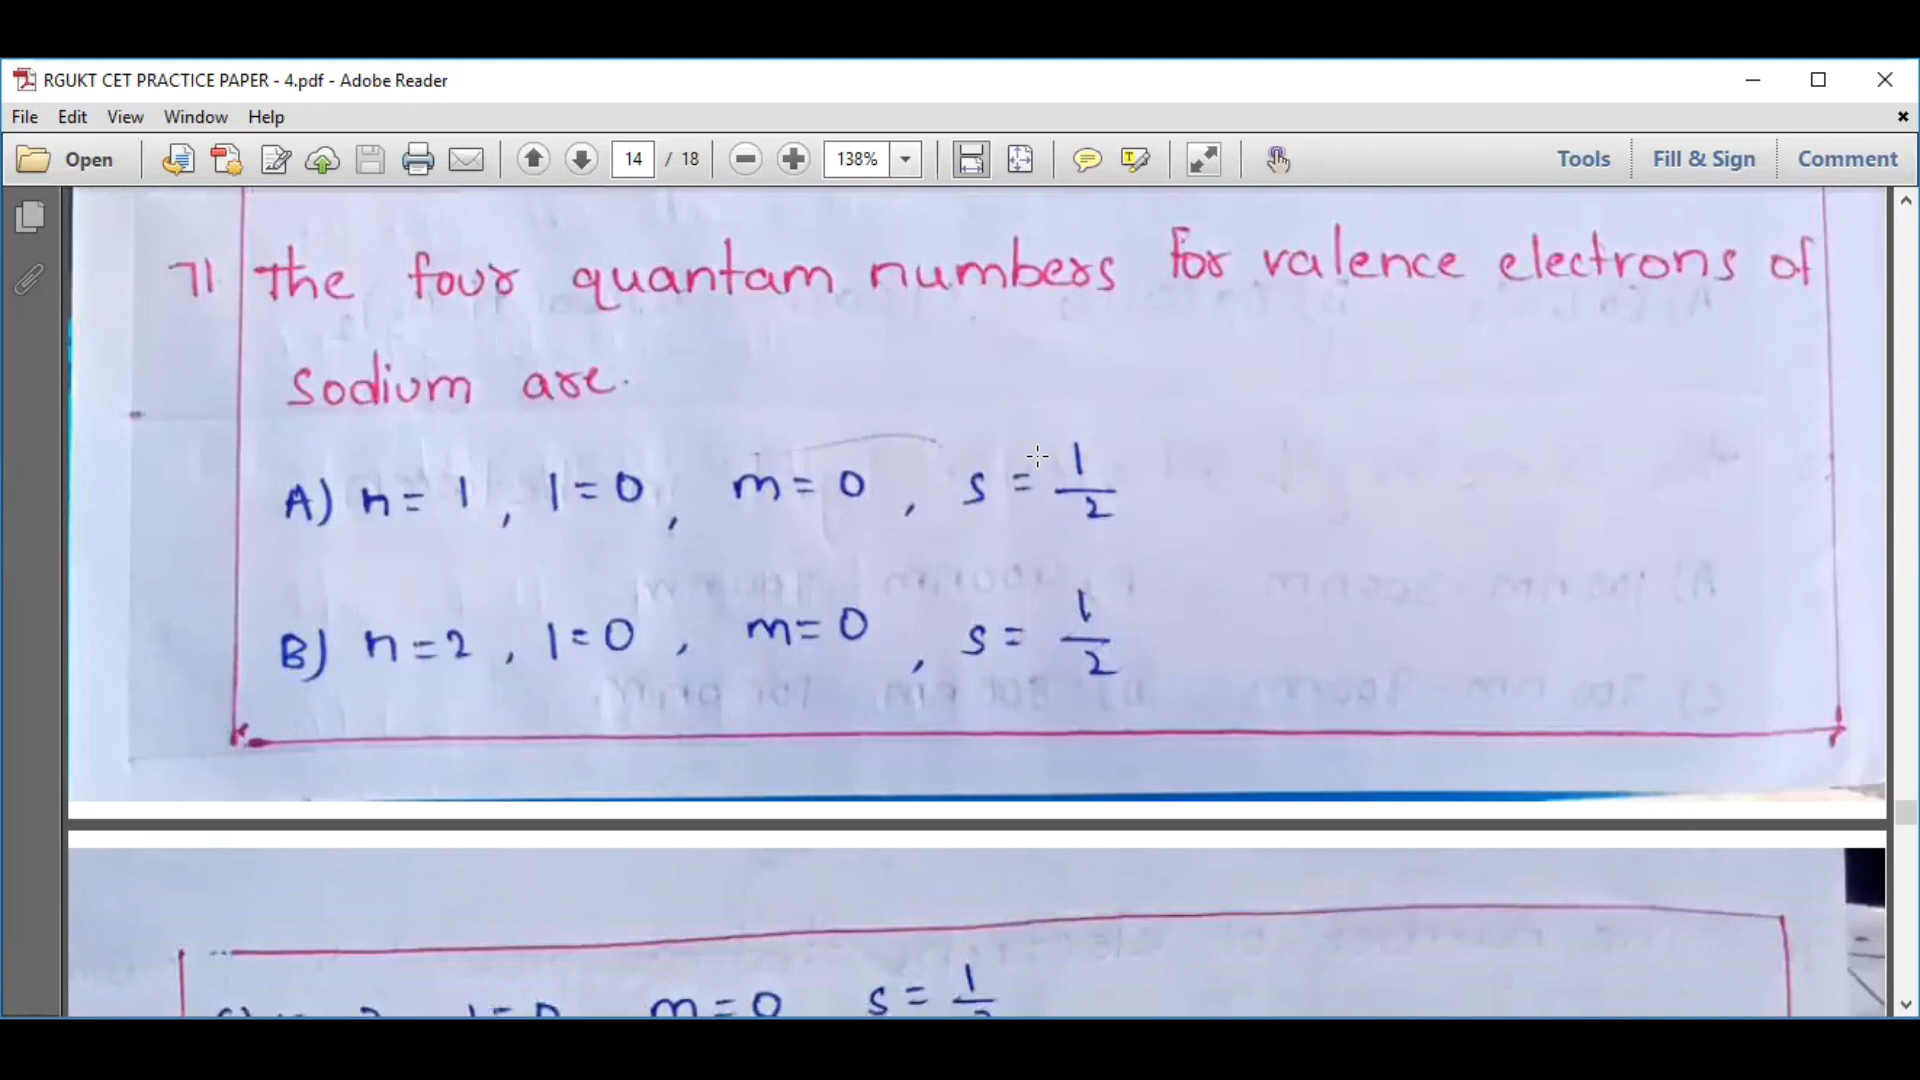 RGUKT CET PRACTICE PAPER - 4.pdf - Adobe Reader
File Edit View Window Help
Open 14 / 18 138% Tools Fill & Sign Comment
71 The four quantam numbers for valence electrons of
sodium are.
A) n = 1 , l = 0 , m = 0 , s = 1/2
B) n = 2 , l = 0 , m = 0 , s = 1/2
l = 0 m = 0 s = 1